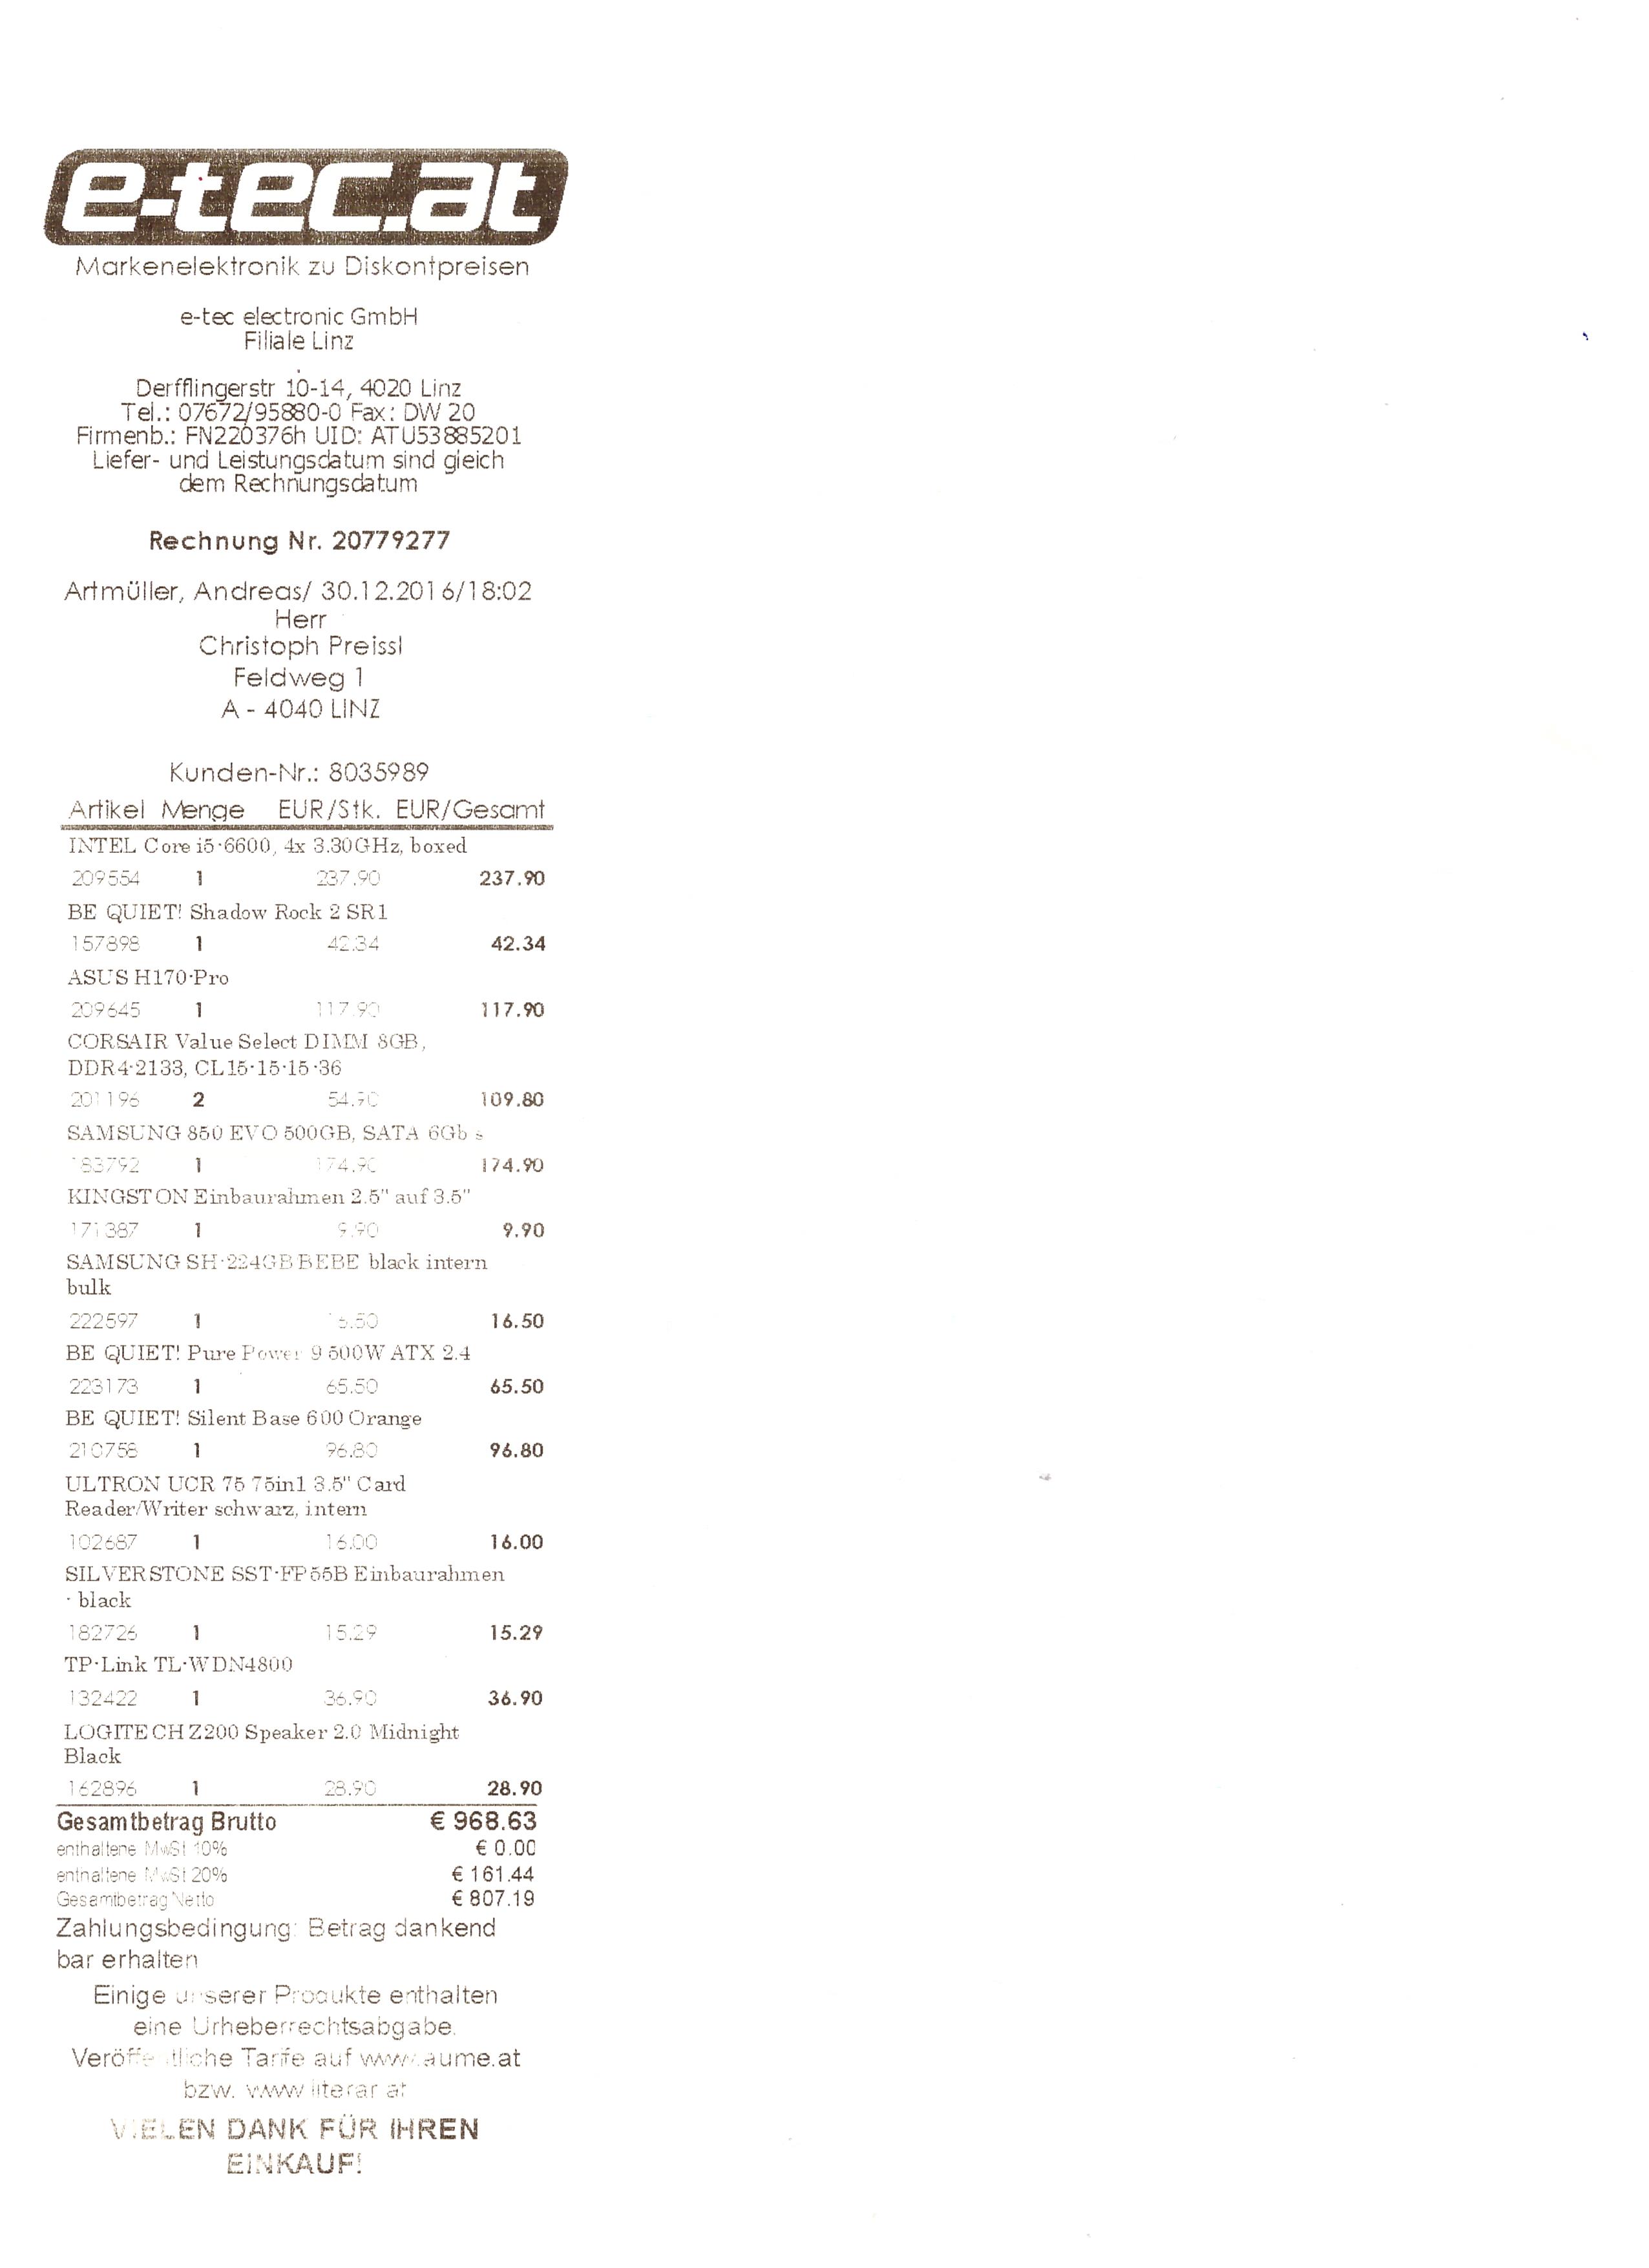 e-tec.at
Markenelektronik zu Diskontpreisen
e-tec electronic GmbH
Filiale Linz
Derfflingerstr 10-14, 4020 Linz
Tel.: 07672/95880-0 Fax: DW 20
Firmenb.: FN220376h UID: ATU53885201
Liefer- und Leistungsdatum sind gleich
dem Rechnungsdatum
Rechnung Nr. 20779277
Artmüller, Andreas/ 30.12.2016/18:02
Herr
Christoph Preissl
Feldweg 1
A - 4040 LINZ
Kunden-Nr.: 8035989
Artikel Menge EUR/Stk. EUR/Gesamt
INTEL Core i5-6600, 4x 3.30GHz, boxed
209554 1 237.90 237.90
BE QUIET! Shadow Rock 2 SR1
157898 1 42.34 42.34
ASUS H170-Pro
209645 1 117.90 117.90
CORSAIR Value Select DIMM 8GB,
DDR4-2133, CL15-15-15-36
201196 2 54.90 109.80
SAMSUNG 850 EVO 500GB, SATA 6Gb s
183792 1 174.90 174.90
KINGSTON Einbaurahmen 2.5" auf 3.5"
171387 1 9.90 9.90
SAMSUNG SH-224GB BEBE black intern
bulk
222597 1 16.50 16.50
BE QUIET! Pure Power 9 500W ATX 2.4
223173 1 65.50 65.50
BE QUIET! Silent Base 600 Orange
210758 1 96.80 96.80
ULTRON UCR 75 75in1 3.5" Card
Reader/Writer schwarz, intern
102687 1 16.00 16.00
SILVERSTONE SST-FP55B Einbaurahmen
- black
182726 1 15.29 15.29
TP-Link TL-WDN4800
132422 1 36.90 36.90
LOGITECH Z200 Speaker 2.0 Midnight
Black
162896 1 28.90 28.90
Gesamtbetrag Brutto € 968.63
enthaltene MwSt 10% € 0.00
enthaltene MwSt 20% € 161.44
Gesamtbetrag Netto € 807.19
Zahlungsbedingung: Betrag dankend
bar erhalten
Einige unserer Produkte enthalten
eine Urheberrechtsabgabe.
Veröffentliche Tarife auf www.aume.at
bzw. www.literar.at
VIELEN DANK FÜR IHREN
EINKAUF!